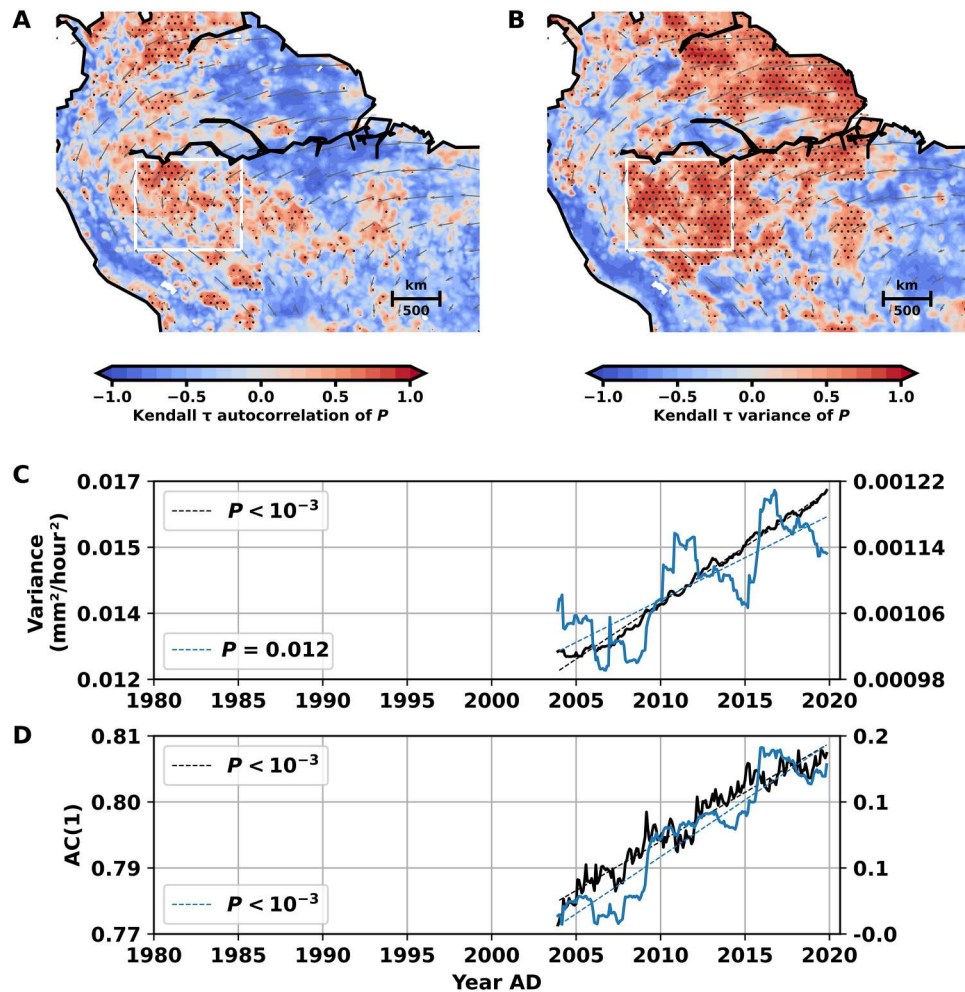 A
B
km
500
km
500
−1.0 −0.5 0.0 0.5 1.0
Kendall τ autocorrelation of P
−1.0 −0.5 0.0 0.5 1.0
Kendall τ variance of P
C
Variance
(mm²/hour²)
0.017
0.015
0.014
0.012
P < 10⁻³
P = 0.012
0.00122
0.00114
0.00106
0.00098
1980 1985 1990 1995 2000 2005 2010 2015 2020
D
AC(1)
0.81
0.80
0.79
0.77
P < 10⁻³
P < 10⁻³
0.2
0.1
0.1
-0.0
1980 1985 1990 1995 2000 2005 2010 2015 2020
Year AD